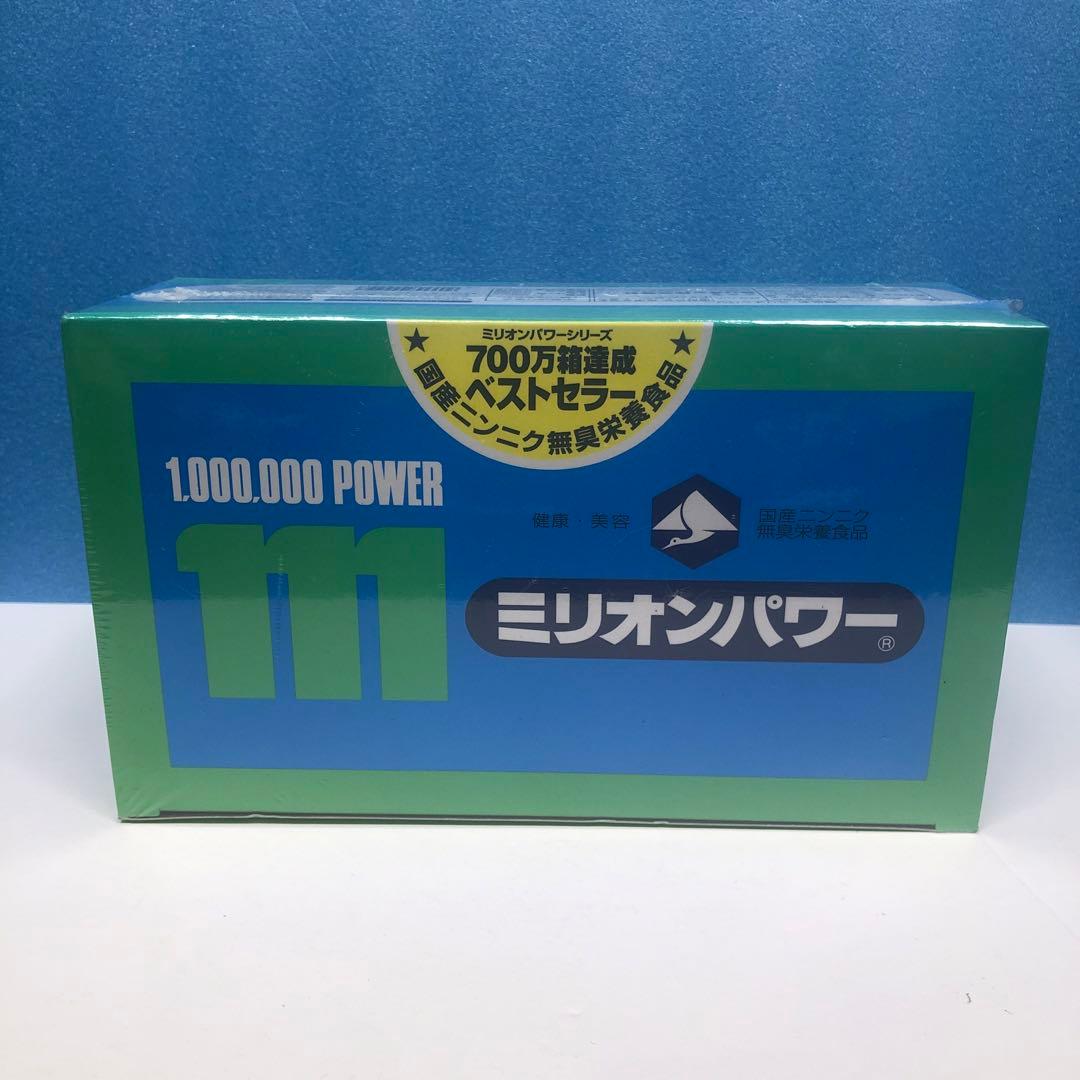 ミリオンパワーシリーズ
★ 700万箱達成 ★
ベストセラー
国産ニンニク無臭栄養食品
1,000,000 POWER
m
健康・美容
国産ニンニク
無臭栄養食品
ミリオンパワー®